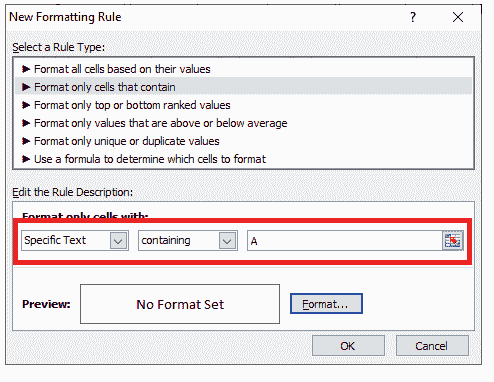 New Formatting Rule
? ×
Select a Rule Type:
► Format all cells based on their values
► Format only cells that contain
► Format only top or bottom ranked values
► Format only values that are above or below average
► Format only unique or duplicate values
► Use a formula to determine which cells to format
Edit the Rule Description:
Format only cells with:
Specific Text containing A
Preview: No Format Set Format...
OK Cancel